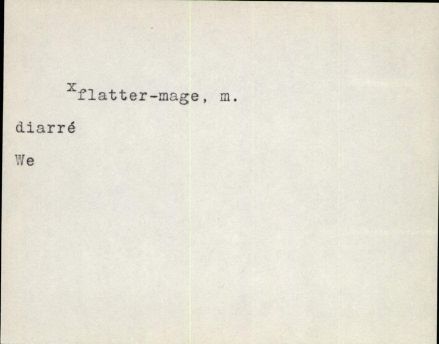 xflatter-mage, m.
diarré
We